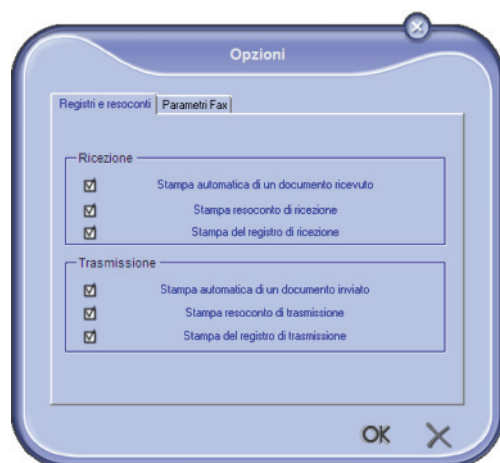 Opzioni
Registri e resoconti
Parametri Fax
Ricezione
Stampa automatica di un documento ricevuto
Stampa resoconto di ricezione
Stampa del registro di ricezione
Trasmissione
Stampa automatica di un documento inviato
Stampa resoconto di trasmissione
Stampa del registro di trasmissione
OK